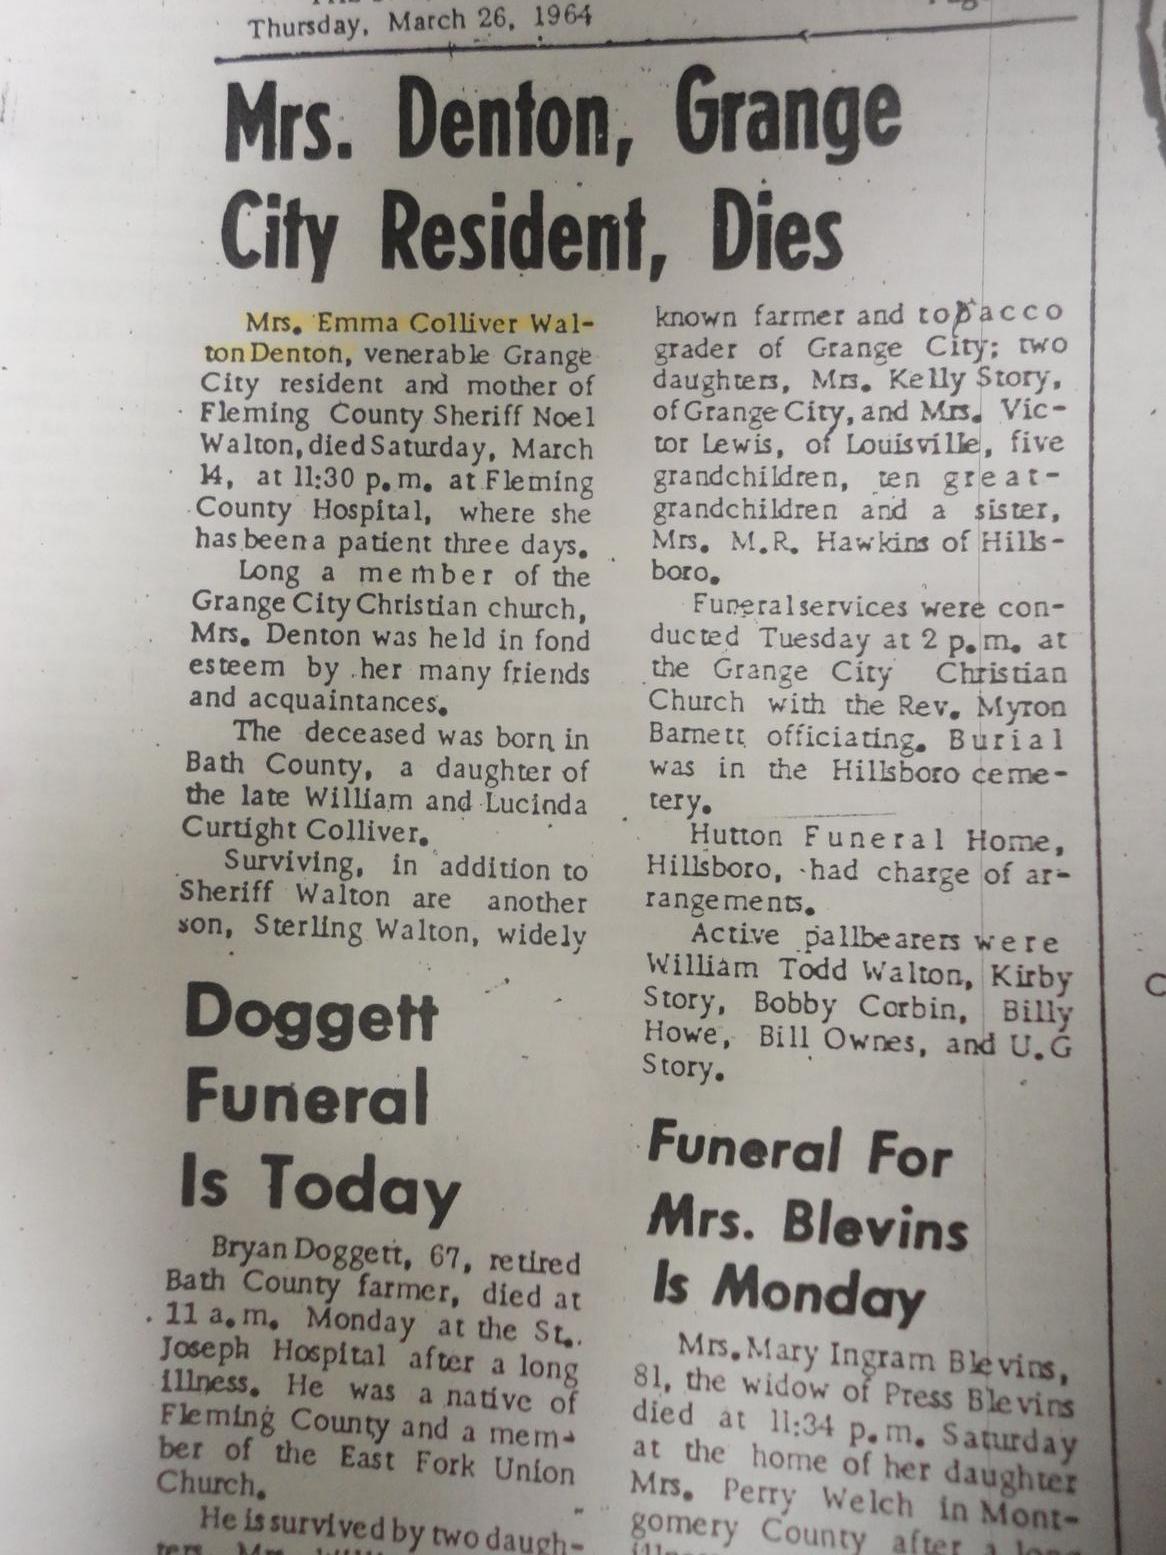 Thursday, March 26, 1964
Mrs. Denton, Grange
City Resident, Dies
Mrs. Emma Colliver Wal-
ton Denton, venerable Grange
City resident and mother of
Fleming County Sheriff Noel
Walton, died Saturday, March
14, at 11:30 p.m. at Fleming
County Hospital, where she
has been a patient three days.
Long a member of the
Grange City Christian church,
Mrs. Denton was held in fond
esteem by her many friends
and acquaintances.
The deceased was born in
Bath County, a daughter of
the late William and Lucinda
Curtight Colliver.
Surviving, in addition to
Sheriff Walton are another
son, Sterling Walton, widely
known farmer and tobacco
grader of Grange City; two
daughters, Mrs. Kelly Story,
of Grange City, and Mrs. Vic-
tor Lewis, of Louisville, five
grandchildren, ten great-
grandchildren and a sister,
Mrs. M.R. Hawkins of Hills-
boro.
Funeral services were con-
ducted Tuesday at 2 p.m. at
the Grange City Christian
Church with the Rev. Myron
Barnett officiating. Burial
was in the Hillsboro ceme-
tery.
Hutton Funeral Home,
Hillsboro, had charge of ar-
rangements.
Active pallbearers were
William Todd Walton, Kirby
Story, Bobby Corbin, Billy
Howe, Bill Ownes, and U.G
Story.
Doggett
Funeral
Is Today
Bryan Doggett, 67, retired
Bath County farmer, died at
11 a.m. Monday at the St.
Joseph Hospital after a long
illness. He was a native of
Fleming County and a mem-
ber of the East Fork Union
Church.
He is survived by two daugh-
Funeral For
Mrs. Blevins
Is Monday
Mrs. Mary Ingram Blevins,
81, the widow of Press Blevins
died at 11:34 p.m. Saturday
at the home of her daughter
Mrs. Perry Welch in Mont-
gomery County after a long